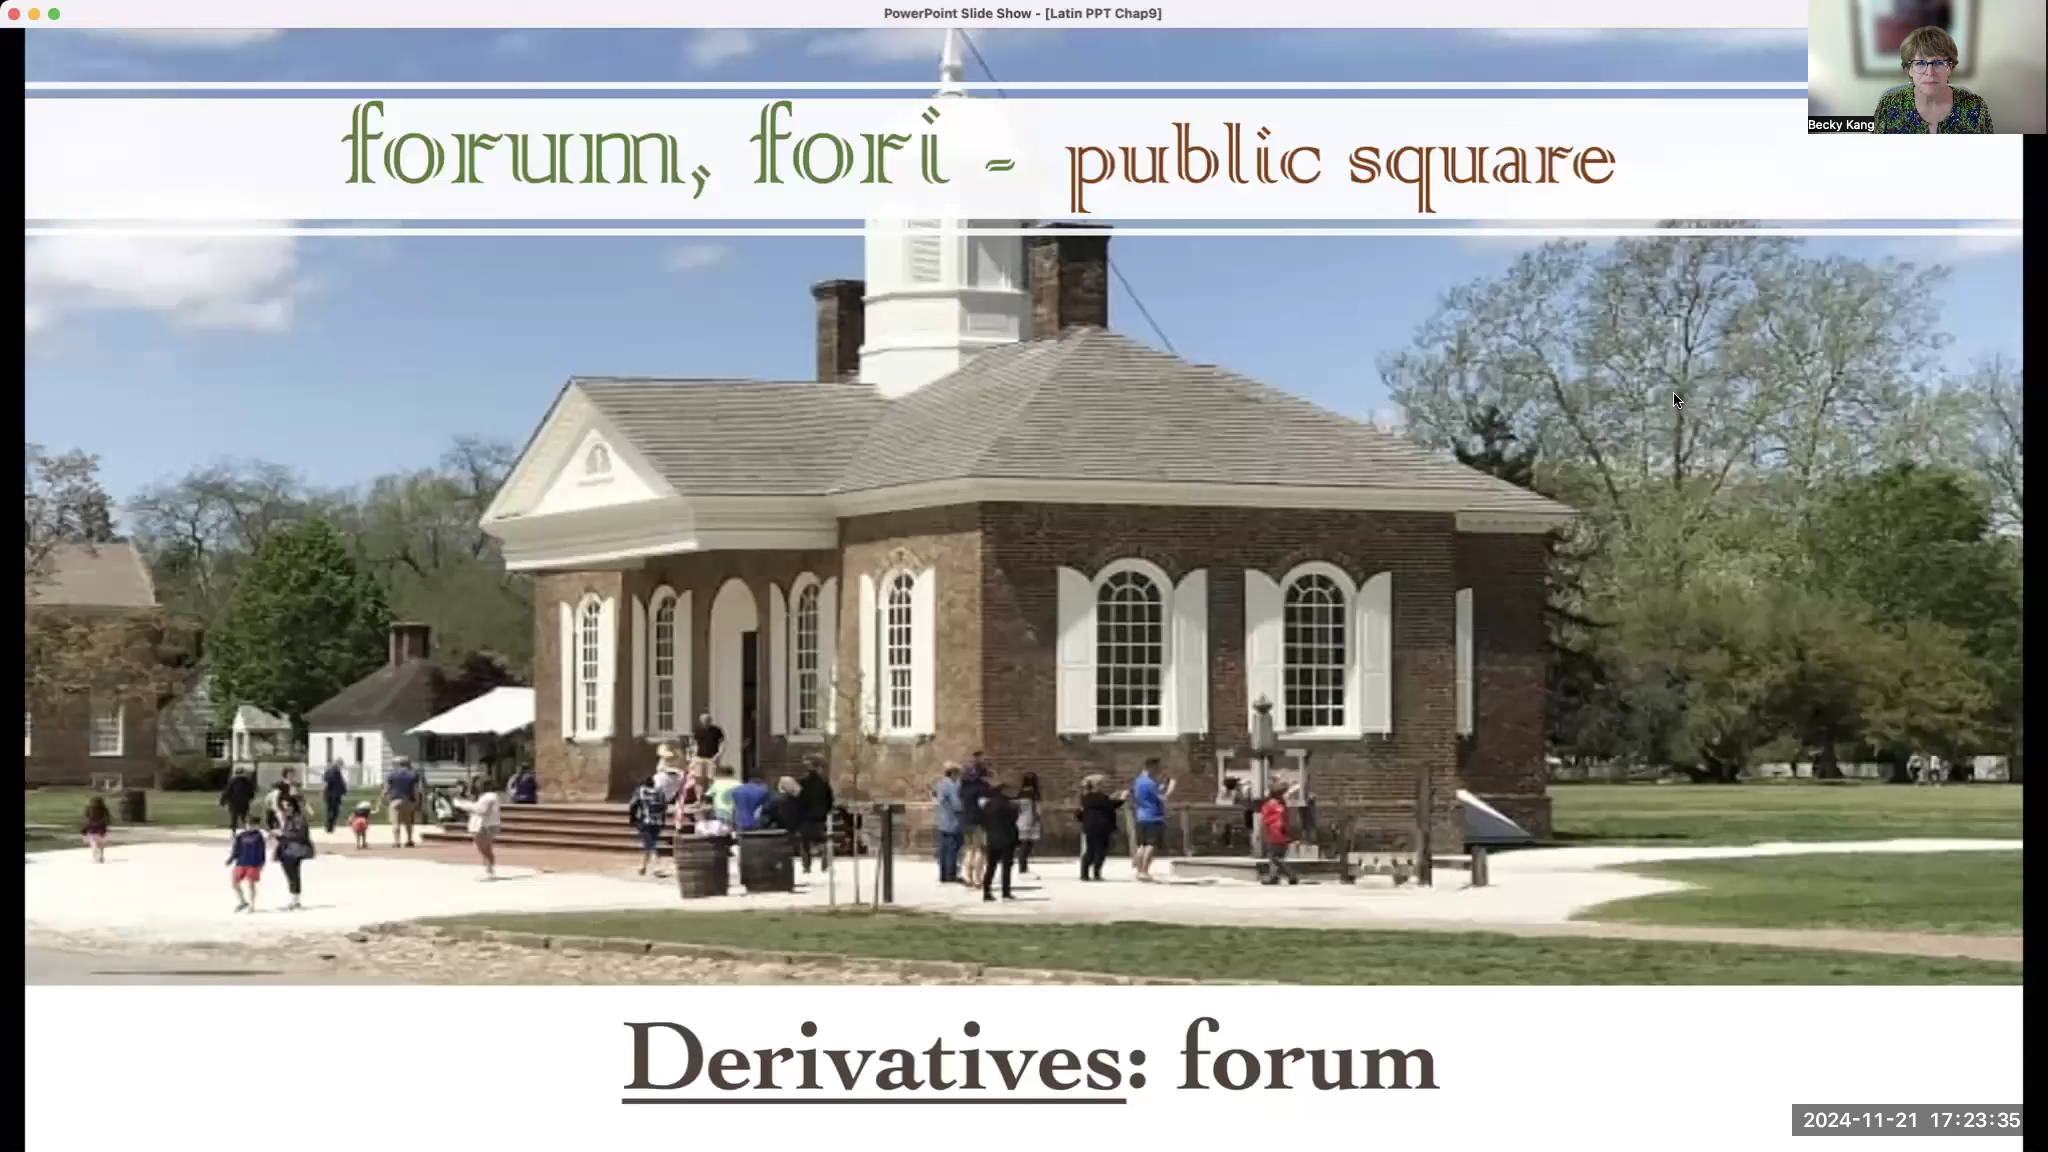 PowerPoint Slide Show - [Latin PPT Chap9]
Becky Kang
forum, fori - public square
Derivatives: forum
2024-11-21 17:23:35